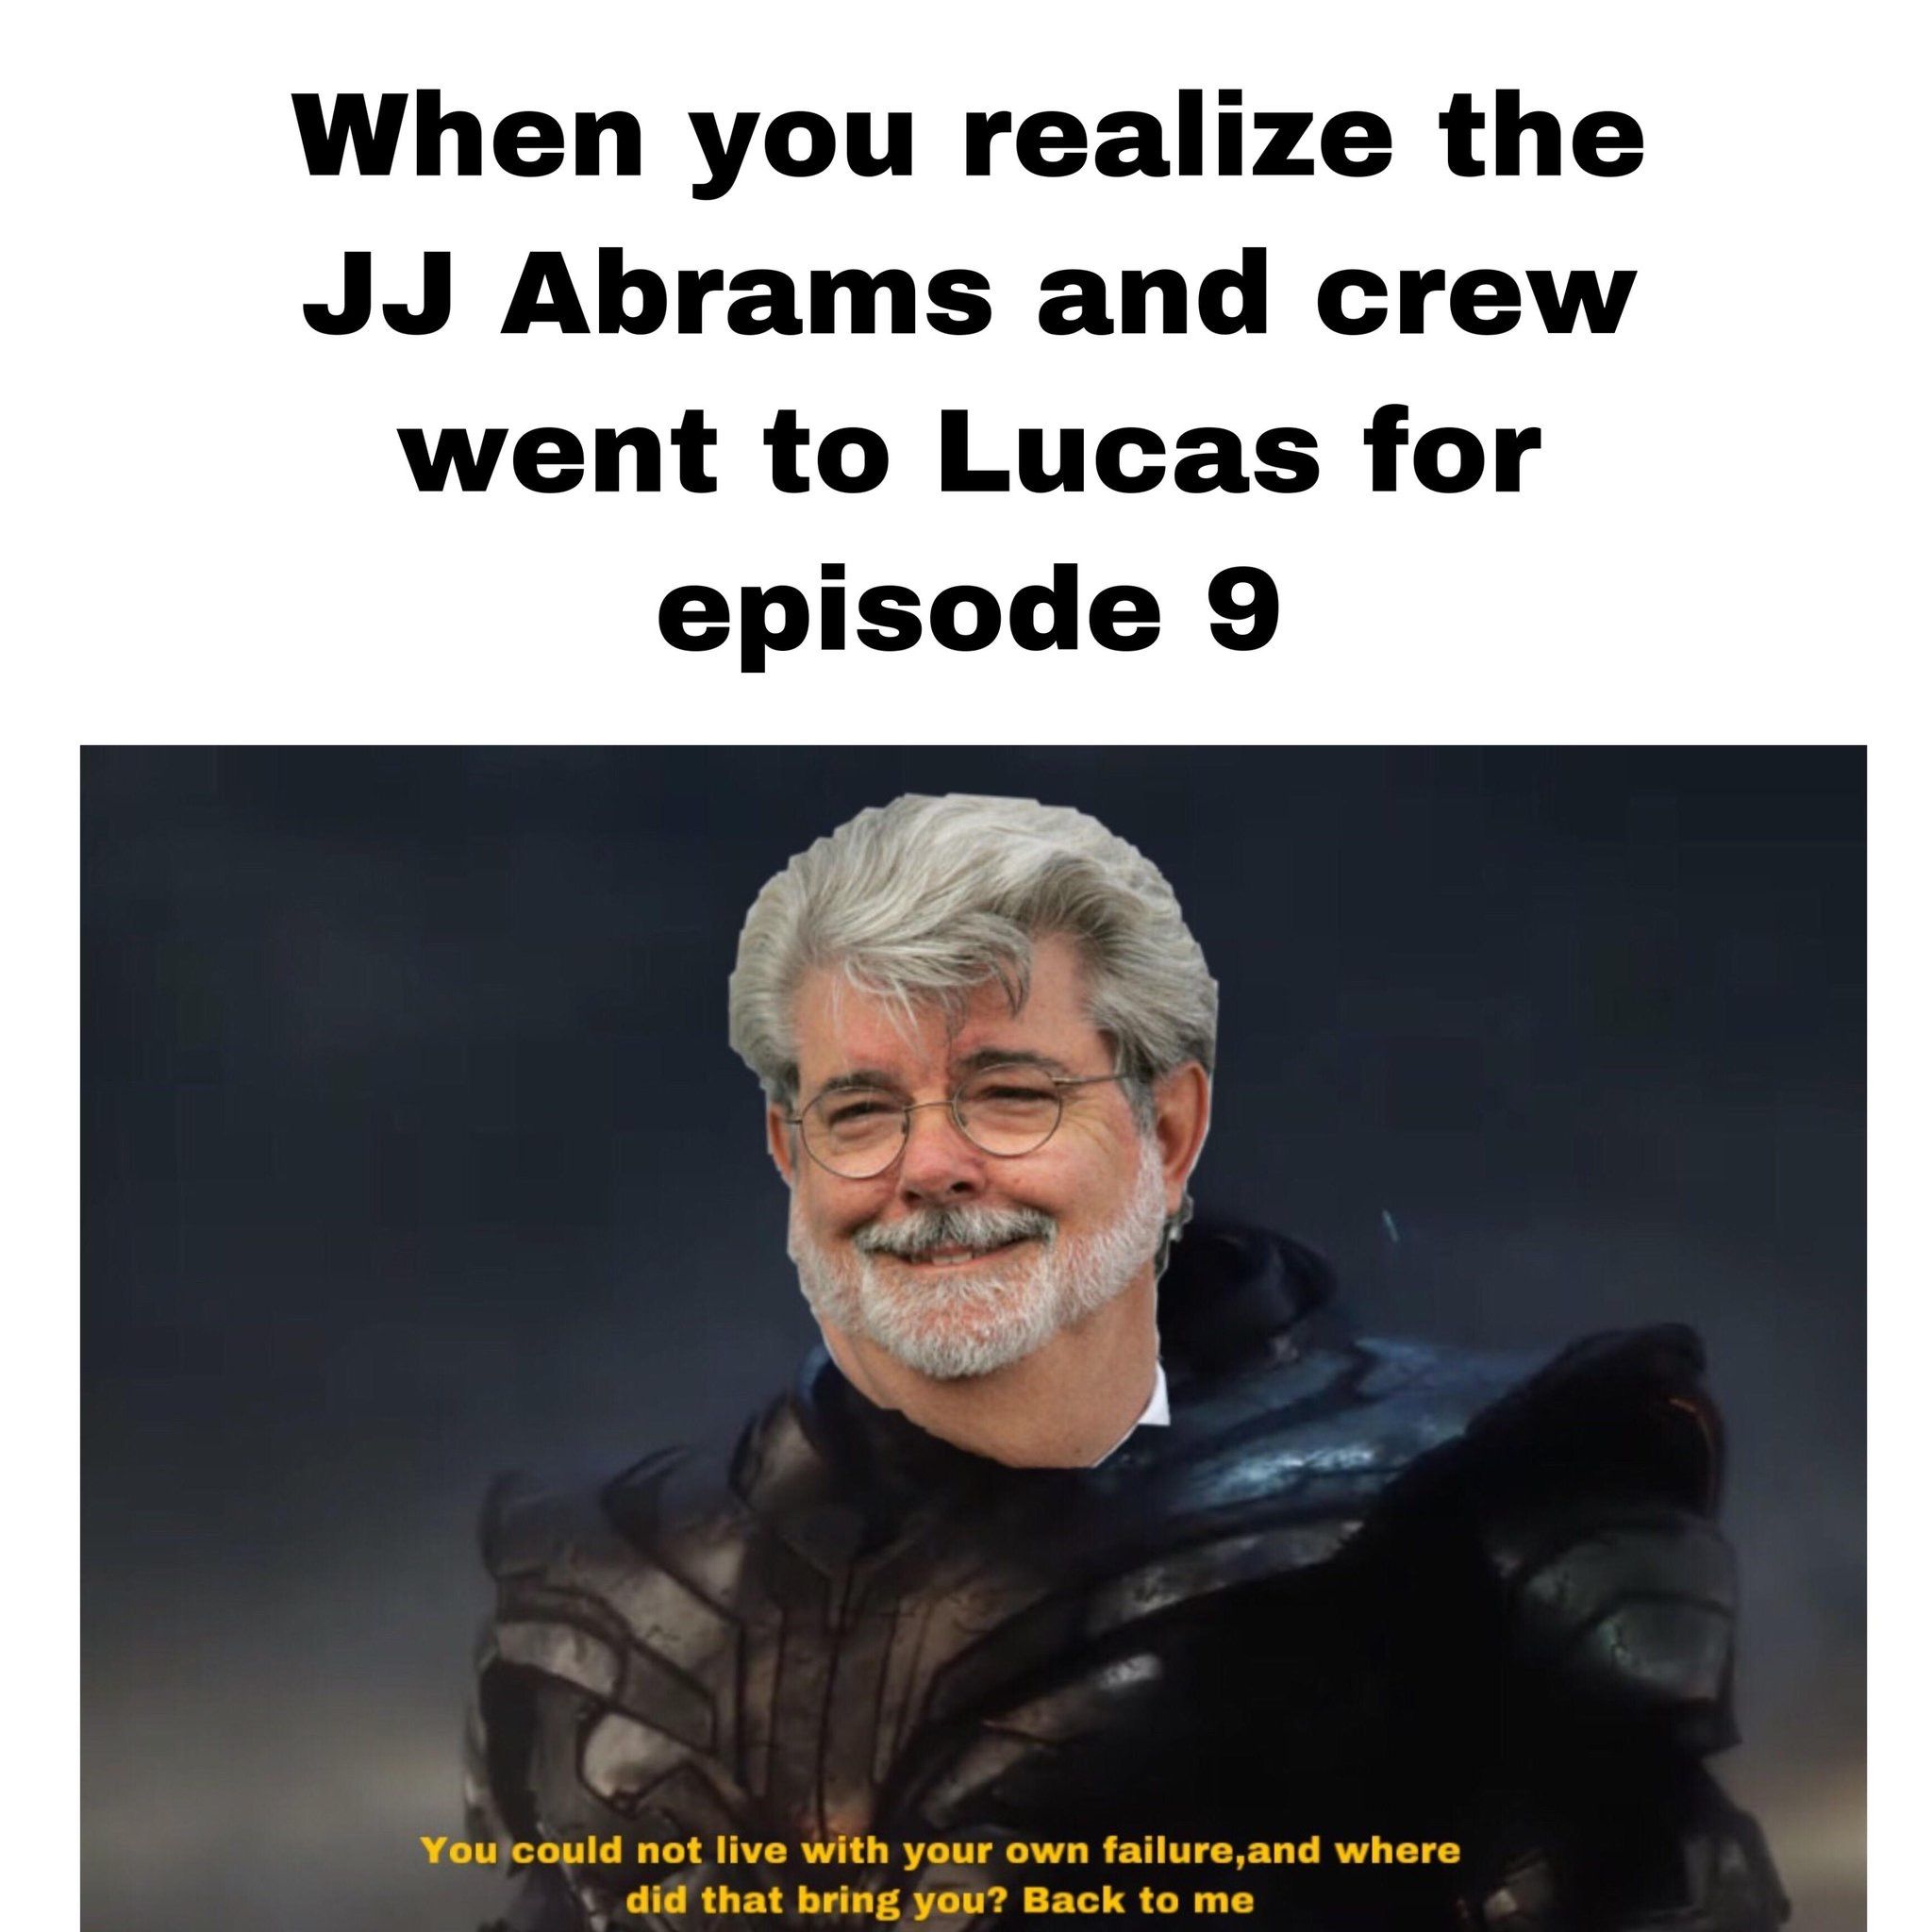 When you realize the
JJ Abrams and crew
went to Lucas for
episode 9
You could not live with your own failure,and where
did that bring you? Back to me